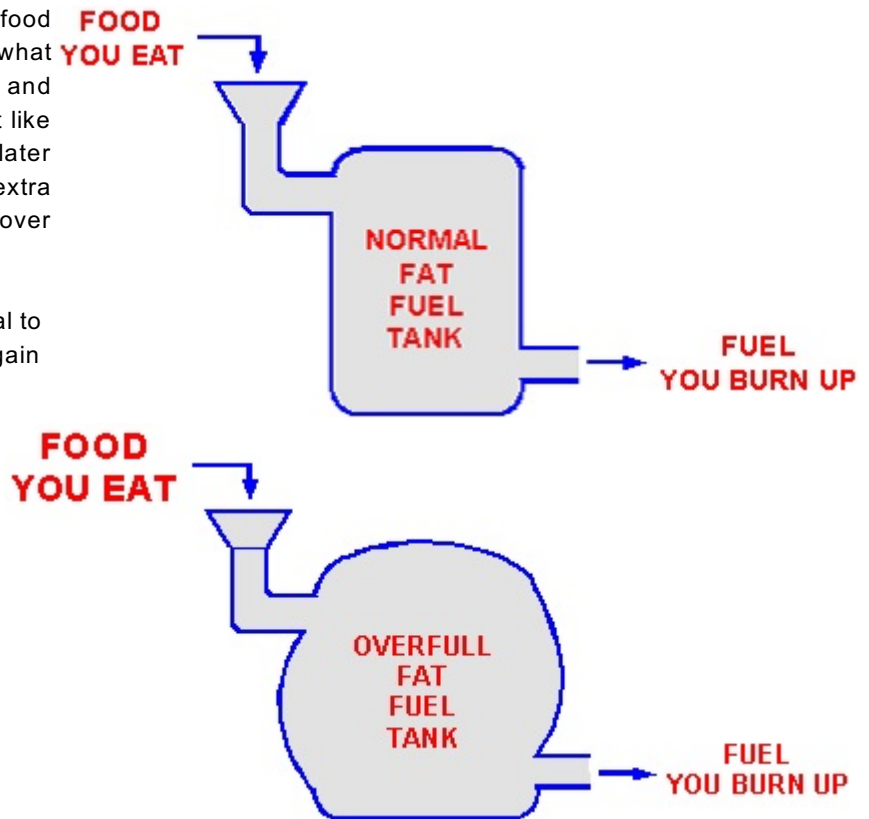 food
what
and
like
later
extra
over
al to
gain
FOOD
YOU EAT
NORMAL
FAT
FUEL
TANK
FUEL
YOU BURN UP
FOOD
YOU EAT
OVERFULL
FAT
FUEL
TANK
FUEL
YOU BURN UP